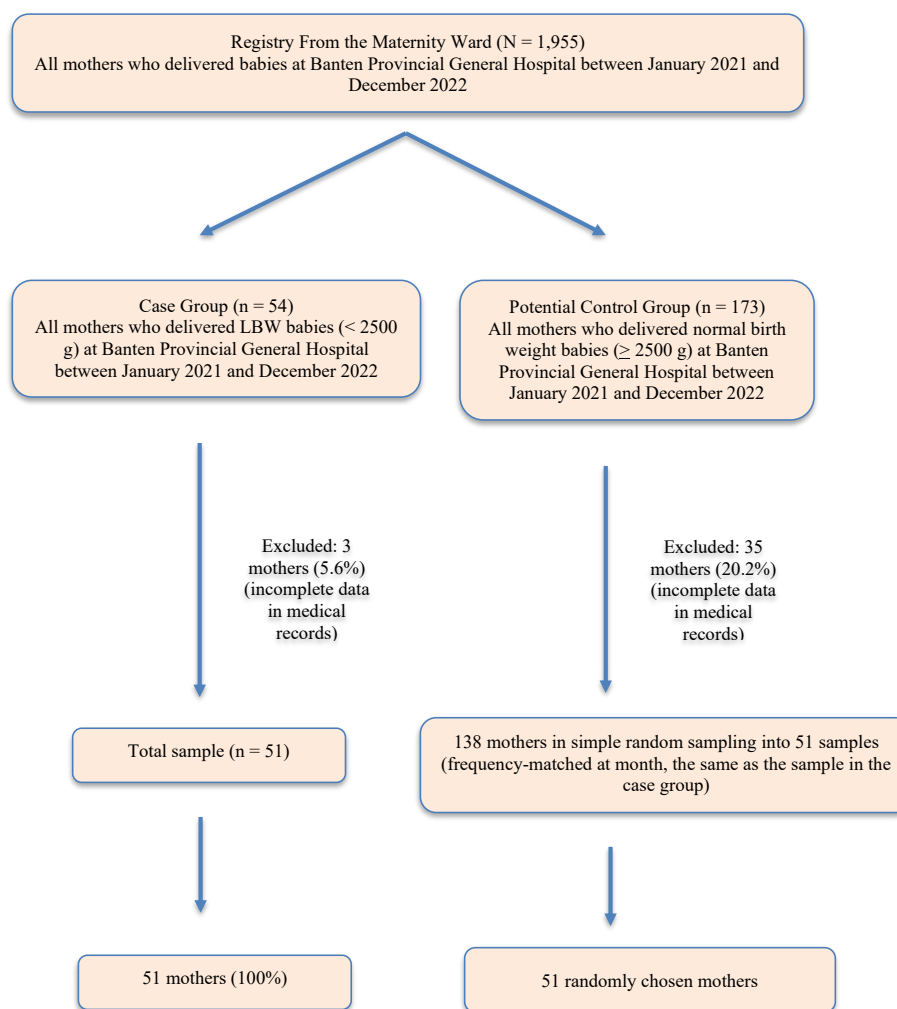 Registry From the Maternity Ward (N = 1,955)
All mothers who delivered babies at Banten Provincial General Hospital between January 2021 and
December 2022
Case Group (n = 54)
All mothers who delivered LBW babies (< 2500
g) at Banten Provincial General Hospital
between January 2021 and December 2022
Potential Control Group (n = 173)
All mothers who delivered normal birth
weight babies (≥ 2500 g) at Banten
Provincial General Hospital between
January 2021 and December 2022
Excluded: 3
mothers (5.6%)
(incomplete data
in medical
records)
Excluded: 35
mothers (20.2%)
(incomplete data
in medical
records)
Total sample (n = 51)
138 mothers in simple random sampling into 51 samples
(frequency-matched at month, the same as the sample in the
case group)
51 mothers (100%)
51 randomly chosen mothers